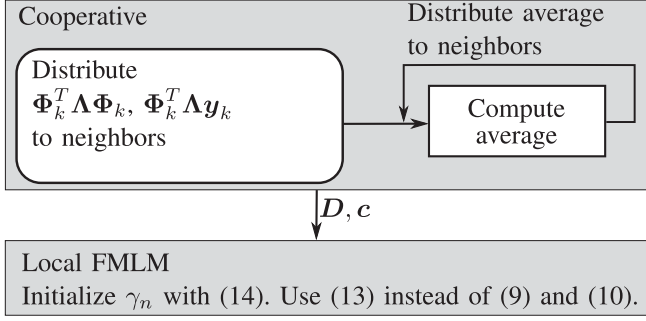 Cooperative
Distribute
Φ_k^T ΛΦ_k, Φ_k^T Λy_k
to neighbors
Distribute average
to neighbors
Compute
average
D, c
Local FMLM
Initialize γ_n with (14). Use (13) instead of (9) and (10).